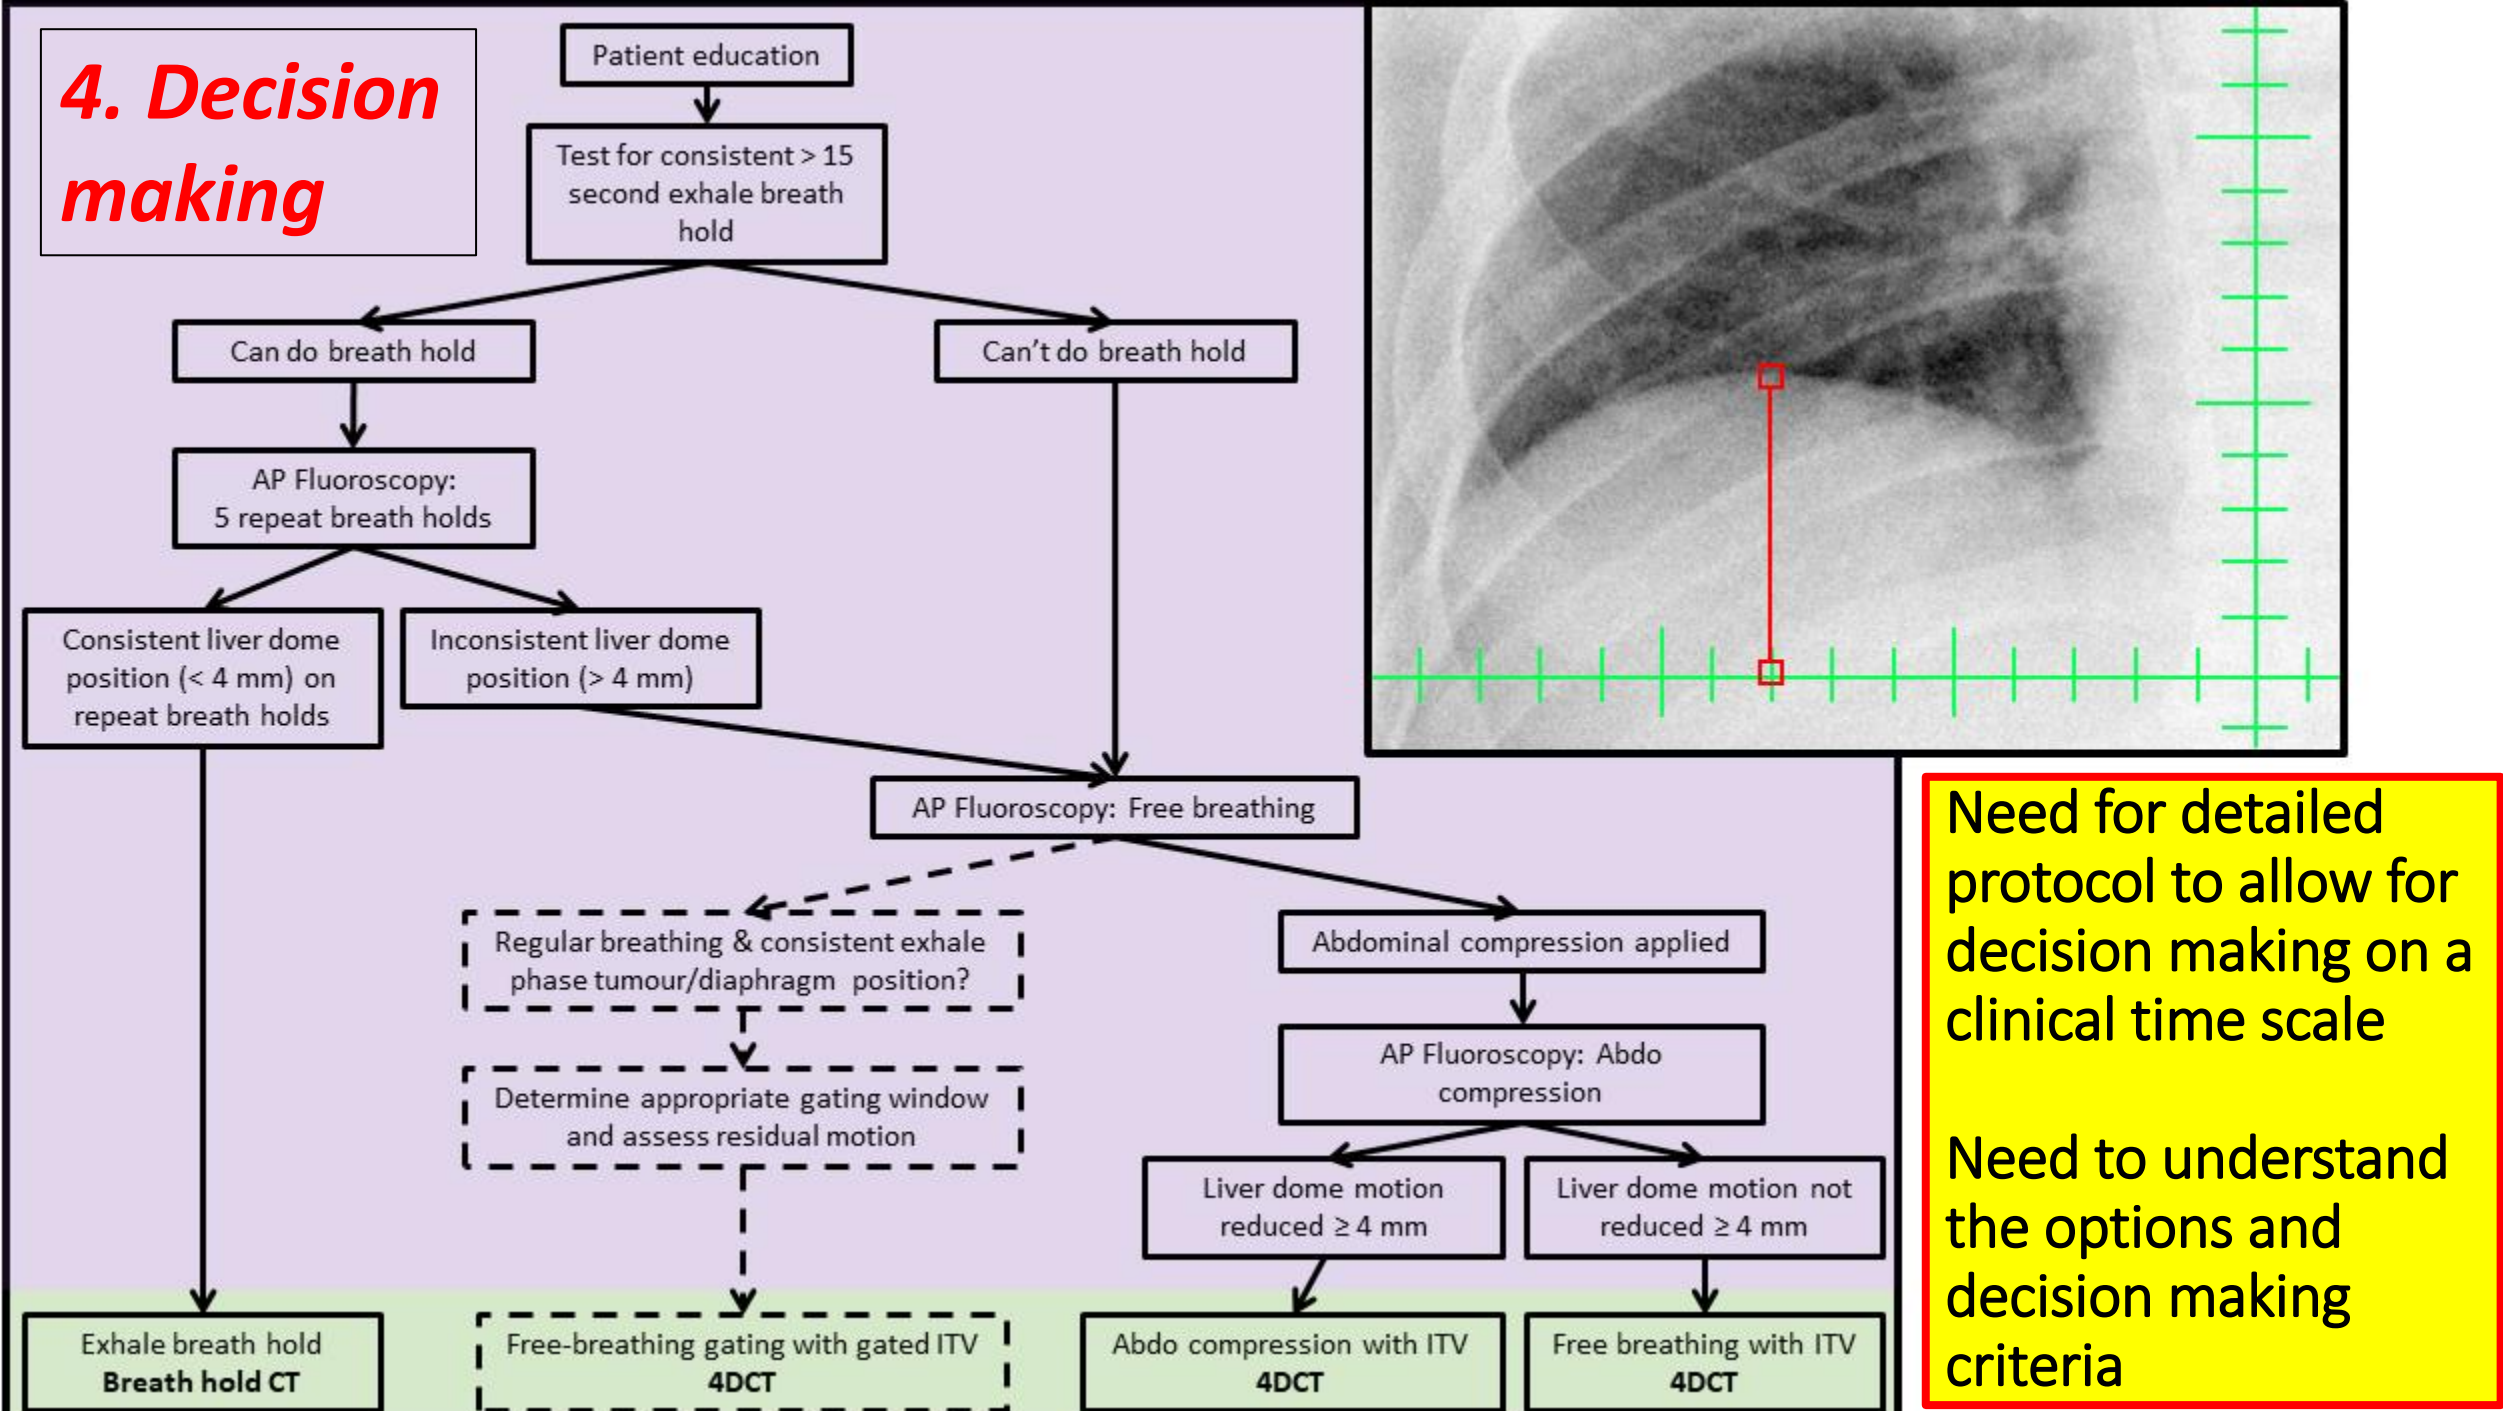 4. Decision
making
Patient education
Test for consistent > 15
second exhale breath
hold
Can do breath hold
Can't do breath hold
AP Fluoroscopy:
5 repeat breath holds
Consistent liver dome
position (< 4 mm) on
repeat breath holds
Inconsistent liver dome
position (> 4 mm)
AP Fluoroscopy: Free breathing
Regular breathing & consistent exhale
phase tumour/diaphragm position?
Abdominal compression applied
Determine appropriate gating window
and assess residual motion
AP Fluoroscopy: Abdo
compression
Liver dome motion
reduced ≥ 4 mm
Liver dome motion not
reduced ≥ 4 mm
Exhale breath hold
Breath hold CT
Free-breathing gating with gated ITV
4DCT
Abdo compression with ITV
4DCT
Free breathing with ITV
4DCT
Need for detailed
protocol to allow for
decision making on a
clinical time scale
Need to understand
the options and
decision making
criteria